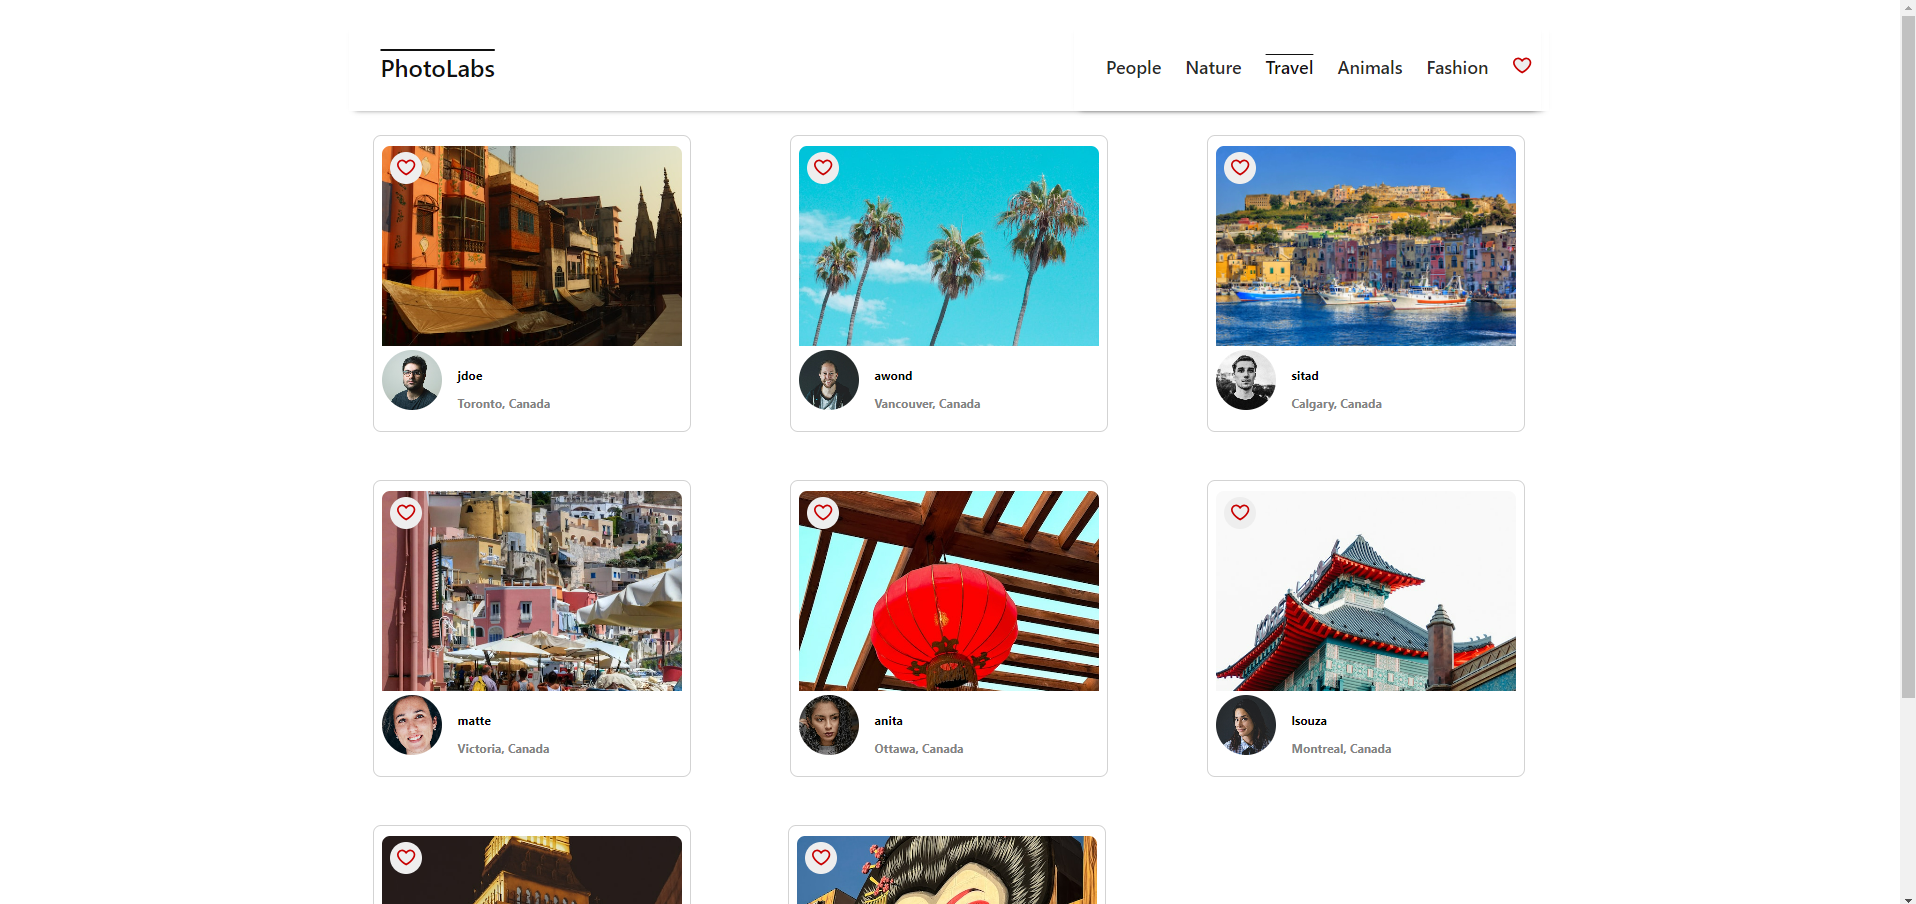 PhotoLabs
People Nature Travel Animals Fashion
jdoe
Toronto, Canada
awond
Vancouver, Canada
sitad
Calgary, Canada
matte
Victoria, Canada
anita
Ottawa, Canada
lsouza
Montreal, Canada